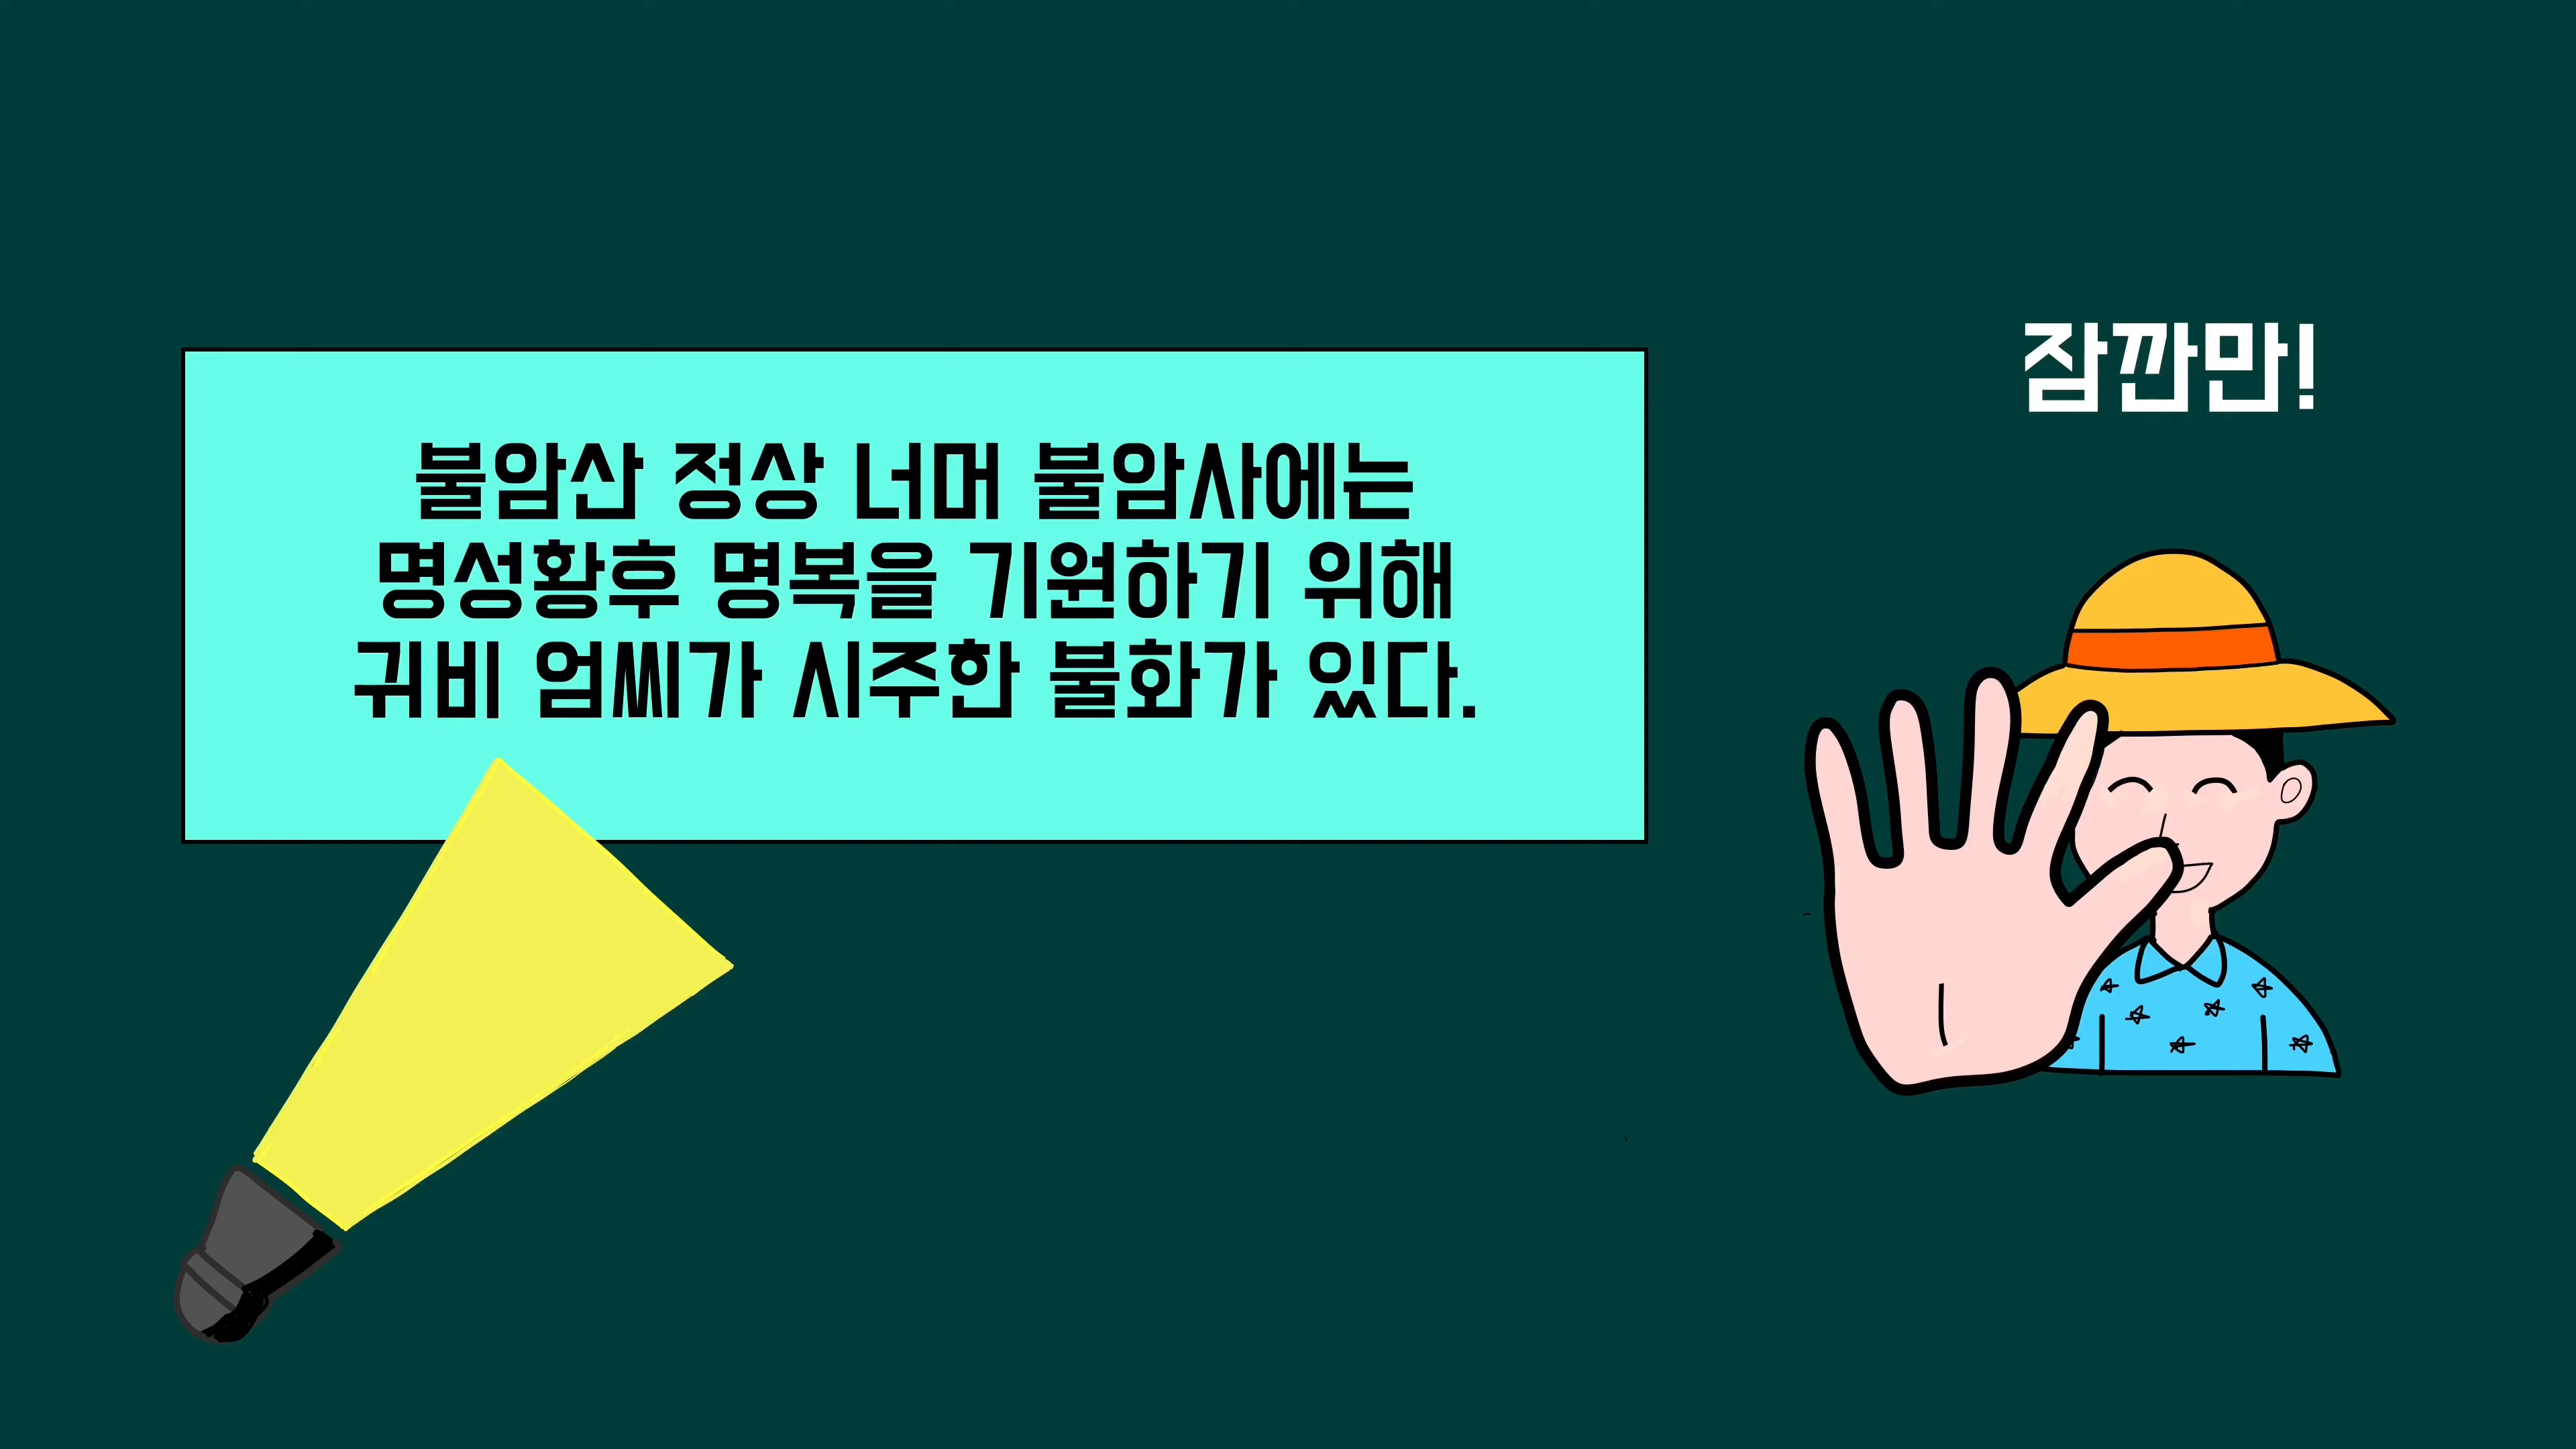 잠깐만!
불암산 정상 너머 불암사에는
명성황후 명복을 기원하기 위해
귀비 엄씨가 시주한 불화가 있다.